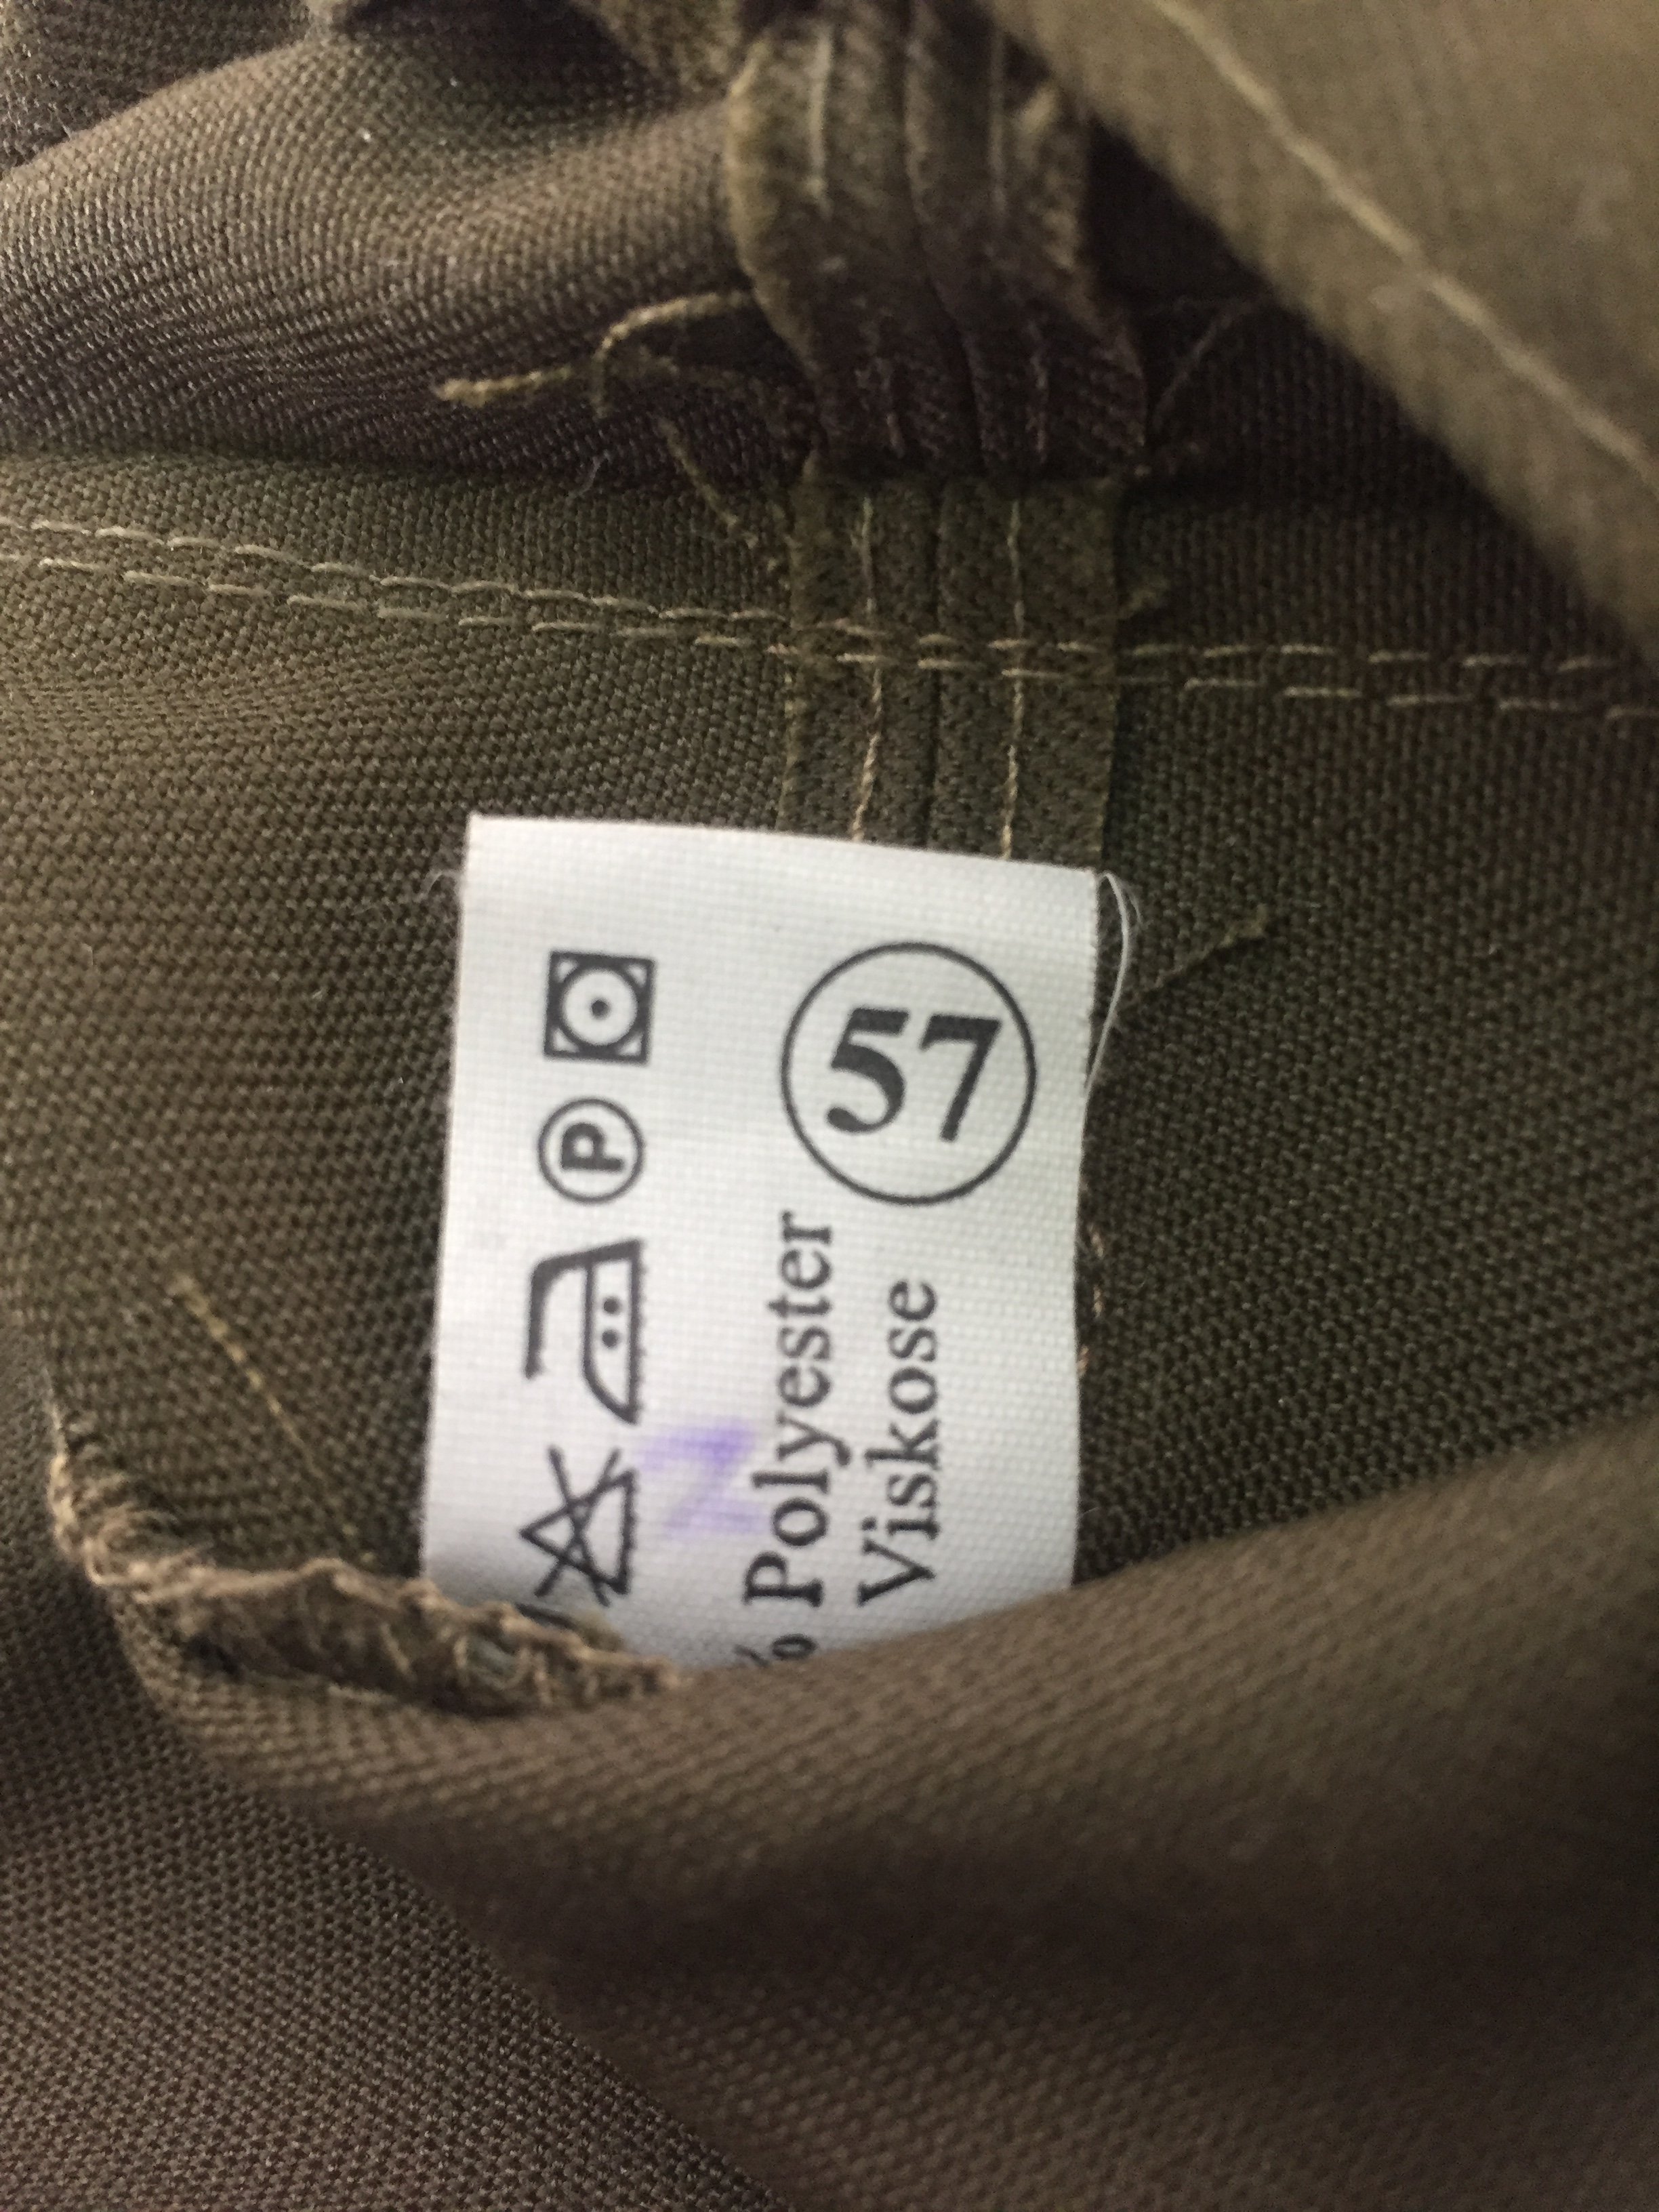 P
57
% Polyester
Viskose